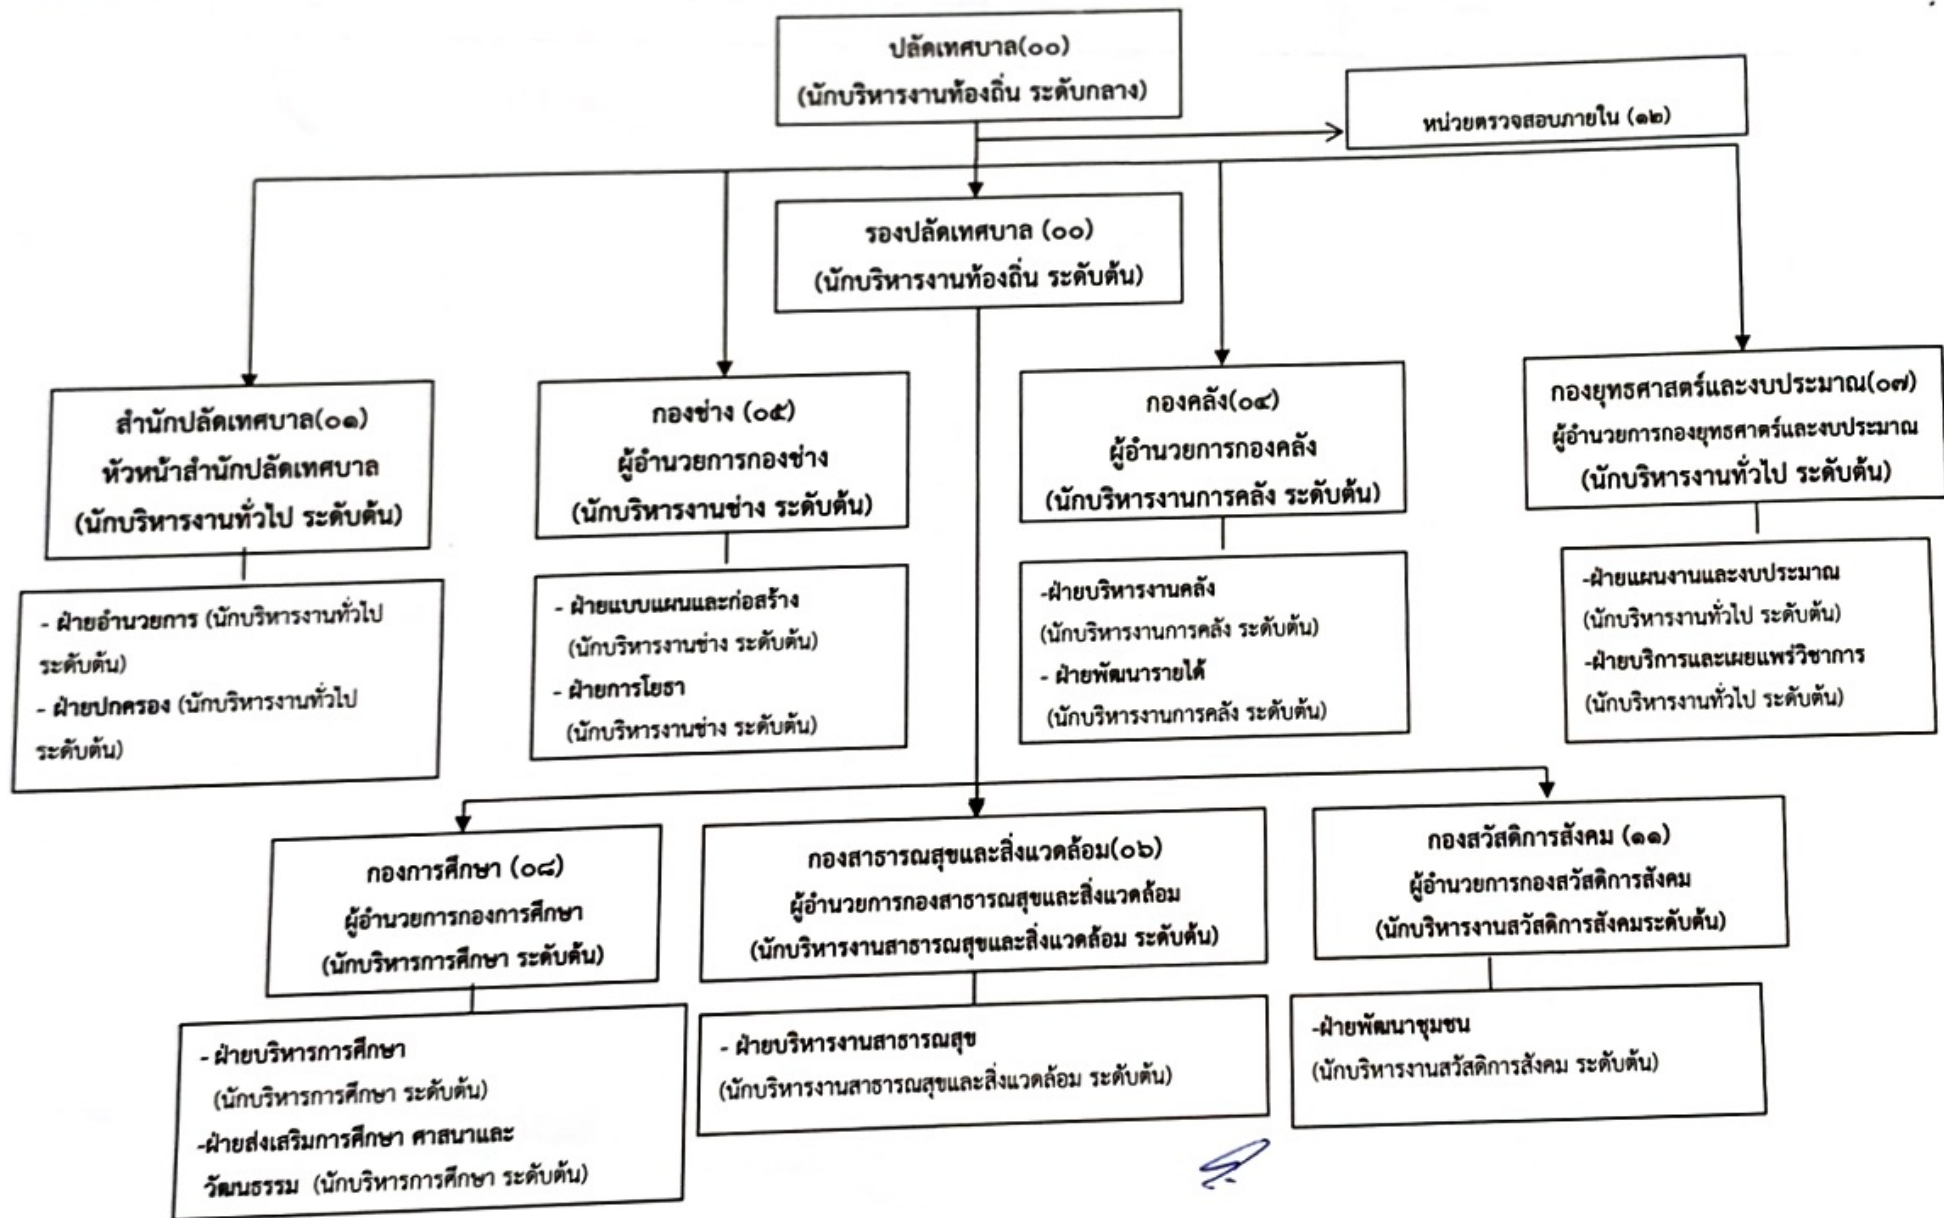 ปลัดเทศบาล(๐๐)
(นักบริหารงานท้องถิ่น ระดับกลาง)
หน่วยตรวจสอบภายใน (๑๒)
รองปลัดเทศบาล (๐๐)
(นักบริหารงานท้องถิ่น ระดับต้น)
สำนักปลัดเทศบาล(๐๑)
หัวหน้าสำนักปลัดเทศบาล
(นักบริหารงานทั่วไป ระดับต้น)
- ฝ่ายอำนวยการ (นักบริหารงานทั่วไป
ระดับต้น)
- ฝ่ายปกครอง (นักบริหารงานทั่วไป
ระดับต้น)
กองช่าง (๐๕)
ผู้อำนวยการกองช่าง
(นักบริหารงานช่าง ระดับต้น)
- ฝ่ายแบบแผนและก่อสร้าง
(นักบริหารงานช่าง ระดับต้น)
- ฝ่ายการโยธา
(นักบริหารงานช่าง ระดับต้น)
กองคลัง(๐๔)
ผู้อำนวยการกองคลัง
(นักบริหารงานการคลัง ระดับต้น)
-ฝ่ายบริหารงานคลัง
(นักบริหารงานการคลัง ระดับต้น)
- ฝ่ายพัฒนารายได้
(นักบริหารงานการคลัง ระดับต้น)
กองยุทธศาสตร์และงบประมาณ(๐๗)
ผู้อำนวยการกองยุทธศาตร์และงบประมาณ
(นักบริหารงานทั่วไป ระดับต้น)
-ฝ่ายแผนงานและงบประมาณ
(นักบริหารงานทั่วไป ระดับต้น)
-ฝ่ายบริการและเผยแพร่วิชาการ
(นักบริหารงานทั่วไป ระดับต้น)
กองการศึกษา (๐๘)
ผู้อำนวยการกองการศึกษา
(นักบริหารการศึกษา ระดับต้น)
- ฝ่ายบริหารการศึกษา
(นักบริหารการศึกษา ระดับต้น)
-ฝ่ายส่งเสริมการศึกษา ศาสนาและ
วัฒนธรรม (นักบริหารการศึกษา ระดับต้น)
กองสาธารณสุขและสิ่งแวดล้อม(๐๖)
ผู้อำนวยการกองสาธารณสุขและสิ่งแวดล้อม
(นักบริหารงานสาธารณสุขและสิ่งแวดล้อม ระดับต้น)
- ฝ่ายบริหารงานสาธารณสุข
(นักบริหารงานสาธารณสุขและสิ่งแวดล้อม ระดับต้น)
กองสวัสดิการสังคม (๑๑)
ผู้อำนวยการกองสวัสดิการสังคม
(นักบริหารงานสวัสดิการสังคมระดับต้น)
-ฝ่ายพัฒนาชุมชน
(นักบริหารงานสวัสดิการสังคม ระดับต้น)